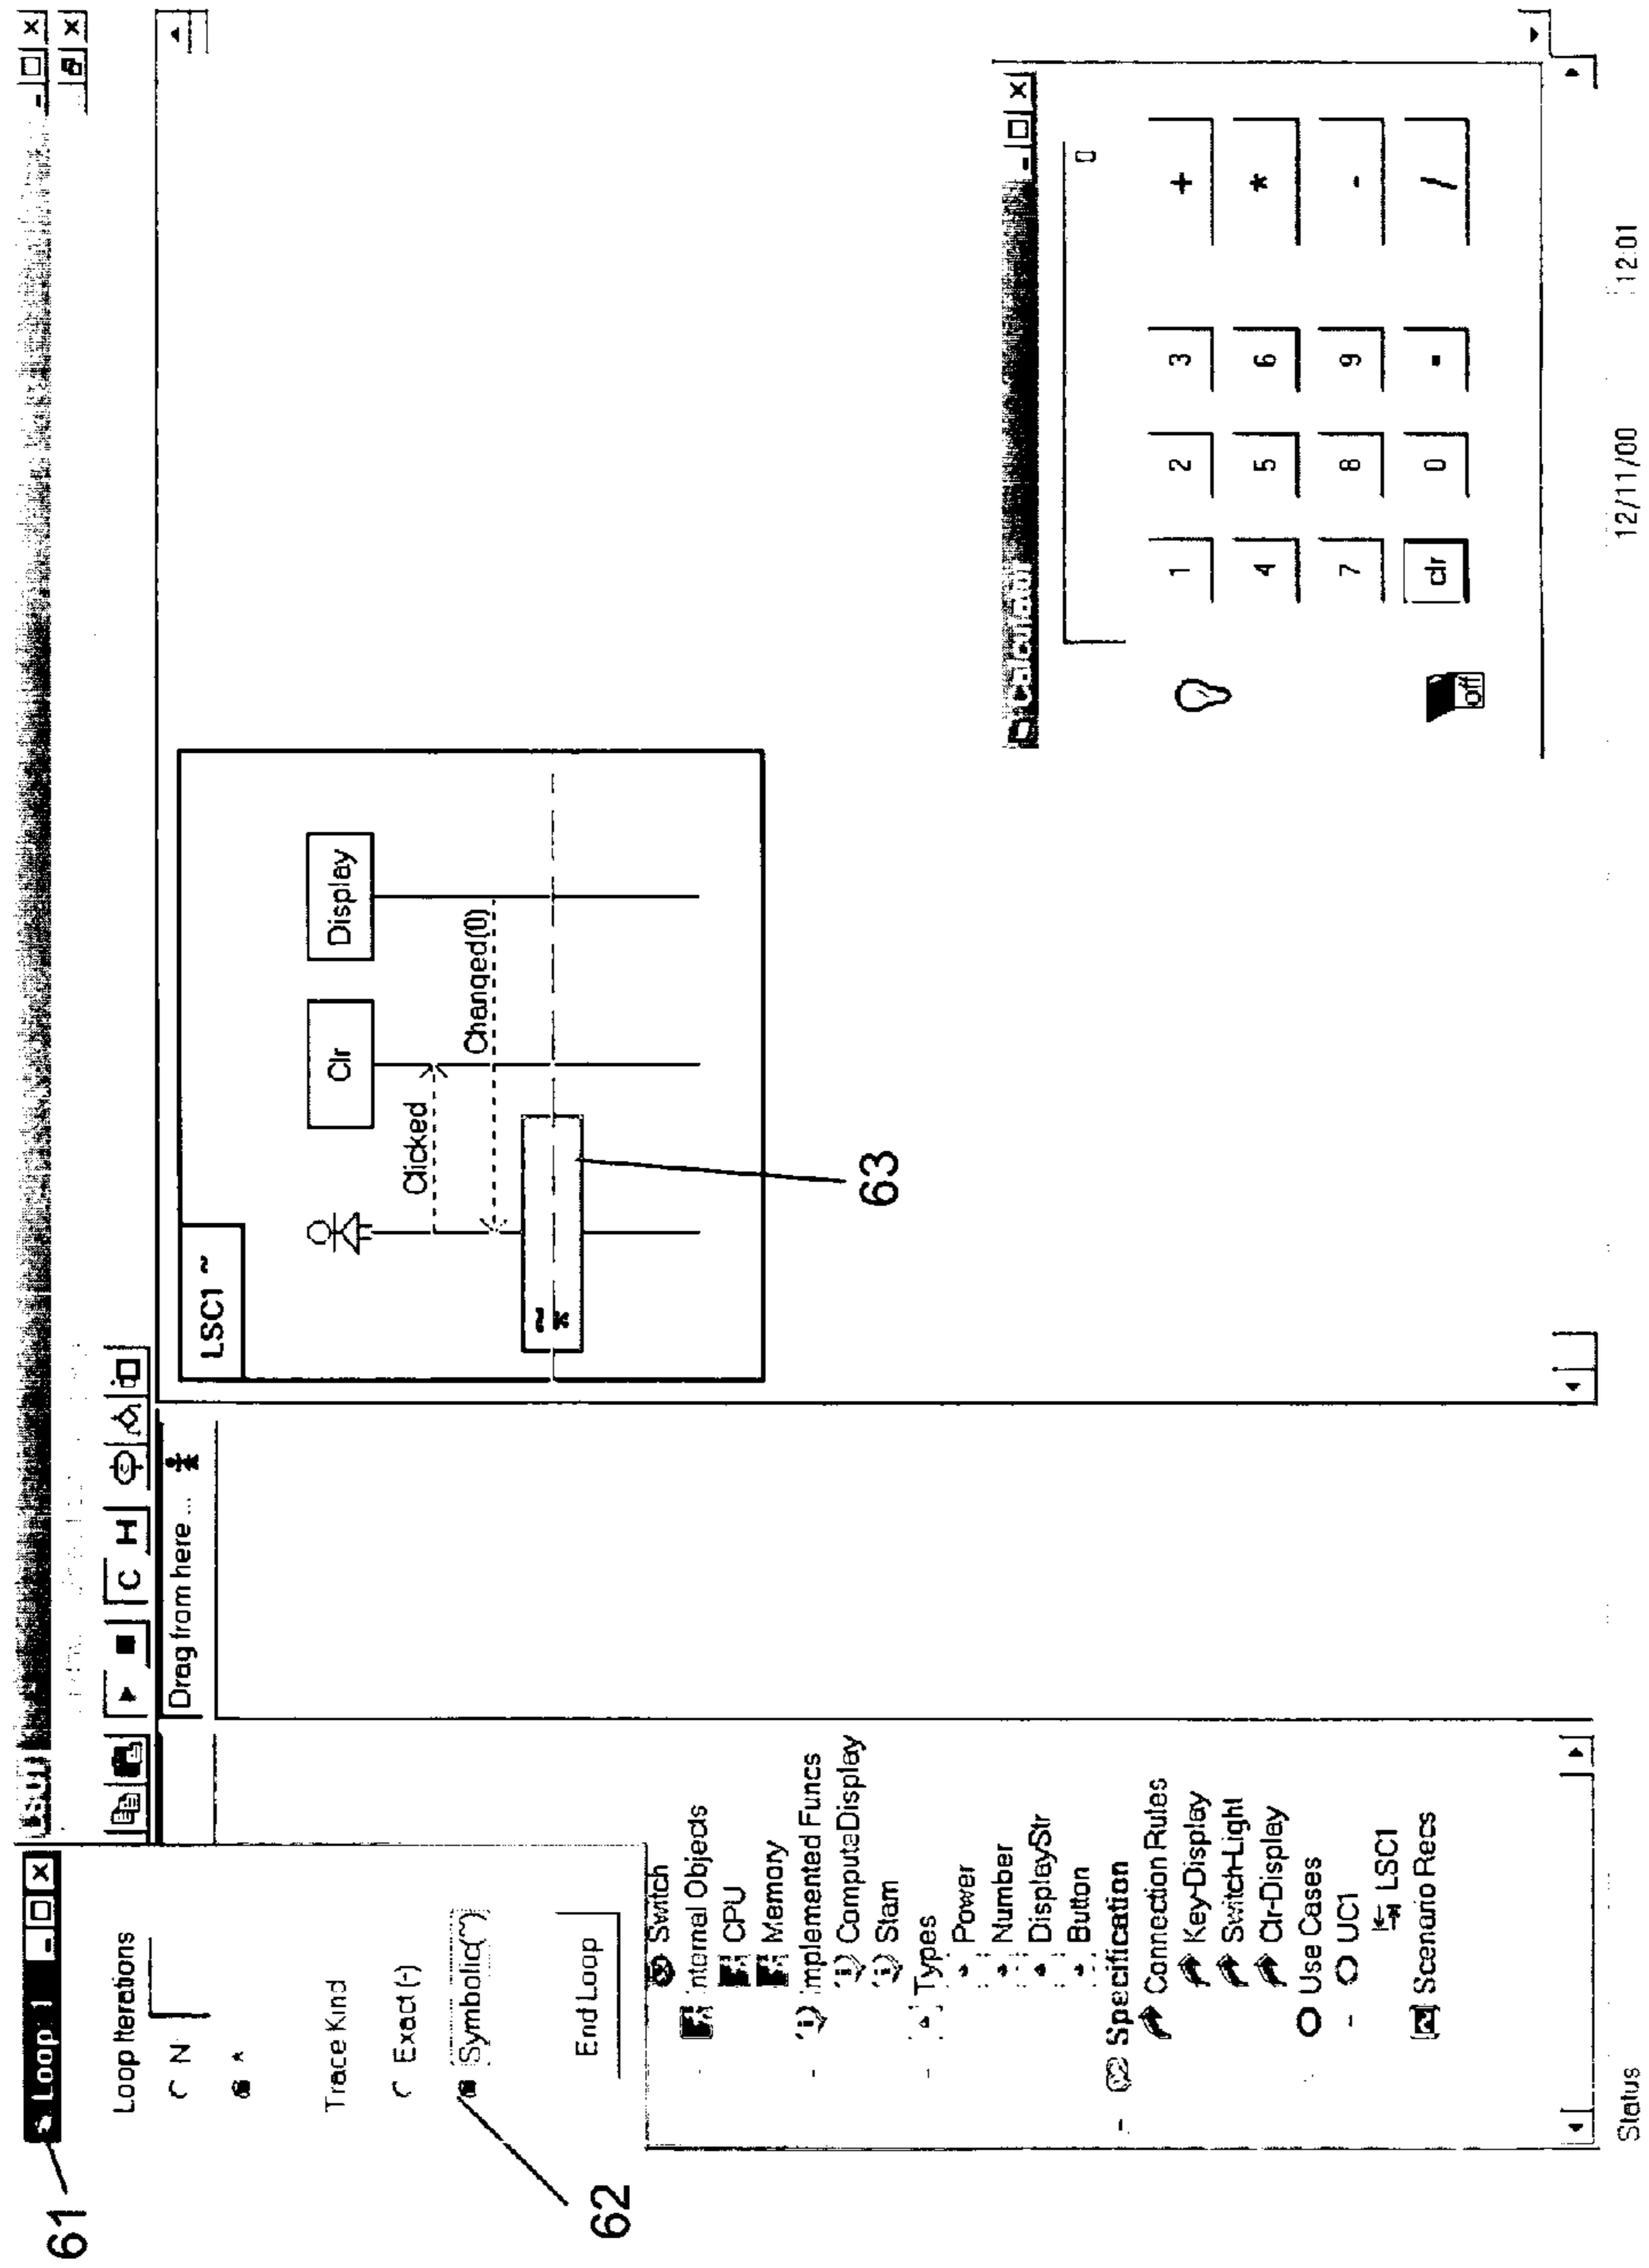 61
Loop 1
Loop Iterations
N
*
Trace Kind
Exact(-)
Symbolic(~)
End Loop
62
C H
Drag from here ...
Switch
Internal Objects
CPU
Memory
Implemented Funcs
ComputeDisplay
Stam
Types
Power
Number
DisplayStr
Button
Specification
Connection Rutes
Key-Display
Switch-Light
Clr-Display
Use Cases
UC1
LSC1
Scenario Recs
LSC1 ~
Clr
Display
Clicked
Changed(0)
~
*
63
Calculator
0
1 2 3 +
4 5 6 *
7 8 9 -
clr 0 . /
off
Status
12/11/00
12:01